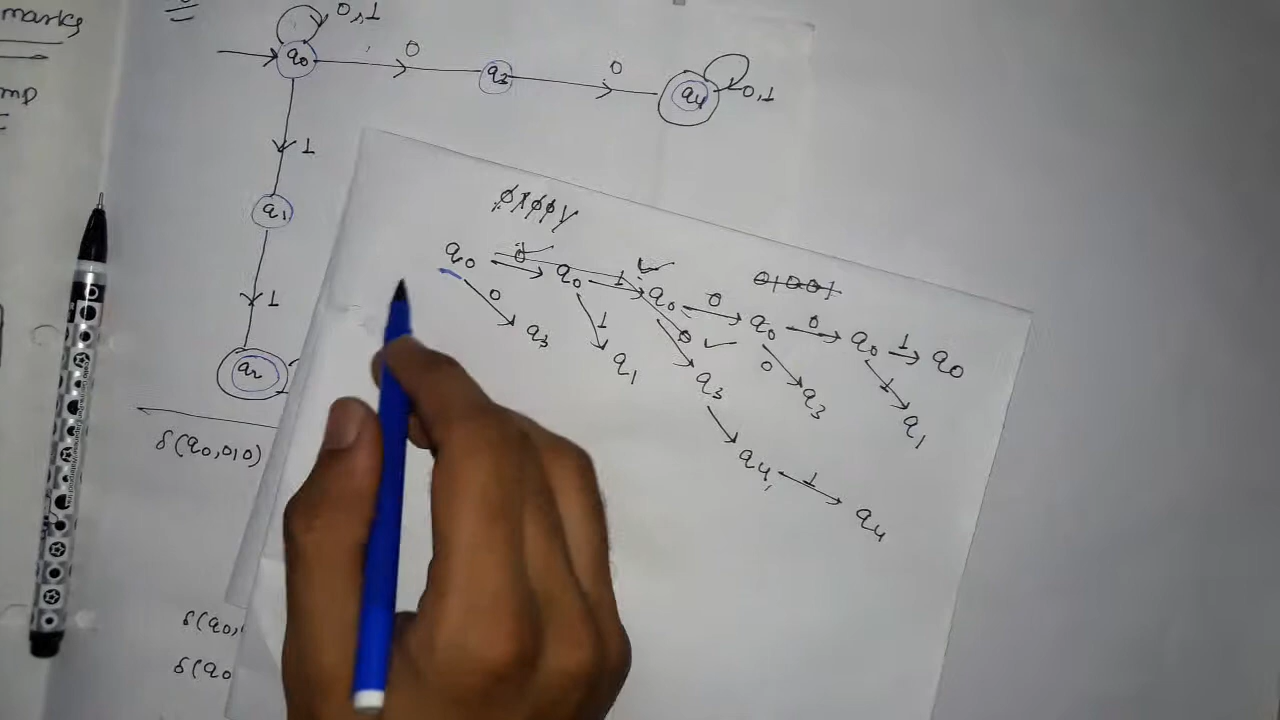 marks
0,1
q0
0
q3
0
q4
0,1
1
q1
1
q2
01001
01001
q0 0 q0 1 q0 0 q0 0 q0 1 q0
0 q3 1 q1 0 q3 0 q3 1 q1
q4 1 q4
δ(q0,010)
δ(q0,
δ(q0